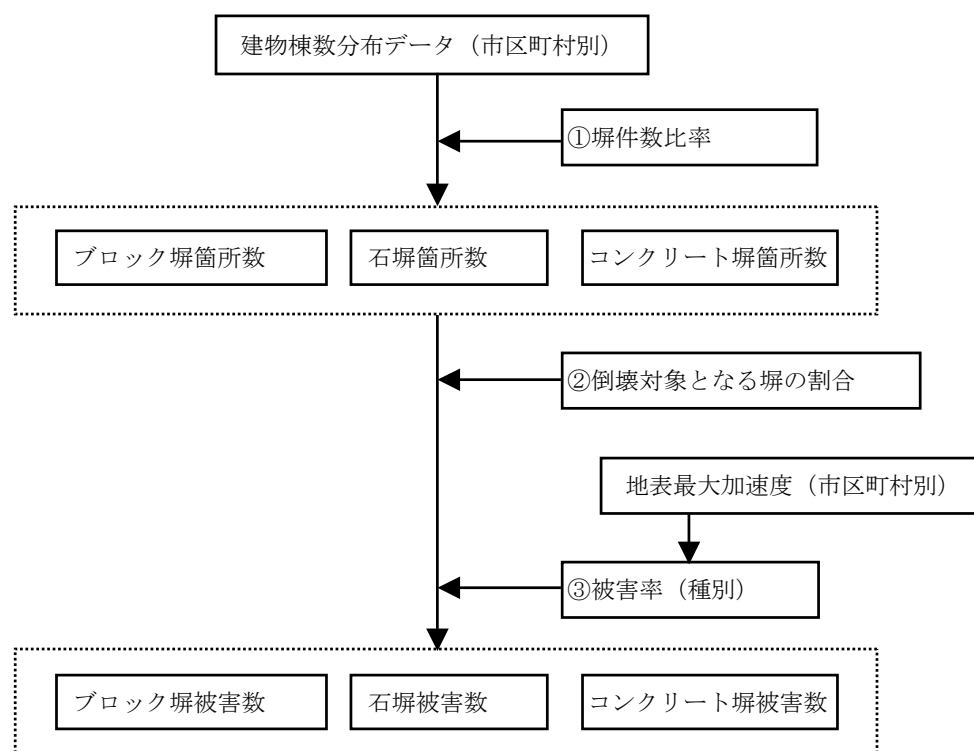 建物棟数分布データ（市区町村別）
①塀件数比率
ブロック塀箇所数
石塀箇所数
コンクリート塀箇所数
②倒壊対象となる塀の割合
地表最大加速度（市区町村別）
③被害率（種別）
ブロック塀被害数
石塀被害数
コンクリート塀被害数